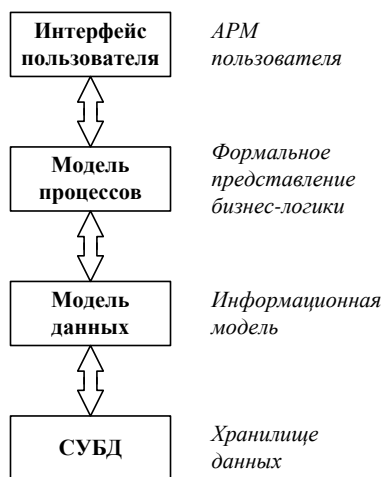 Интерфейс
пользователя
АРМ
пользователя
Модель
процессов
Формальное
представление
бизнес-логики
Модель
данных
Информационная
модель
СУБД
Хранилище
данных